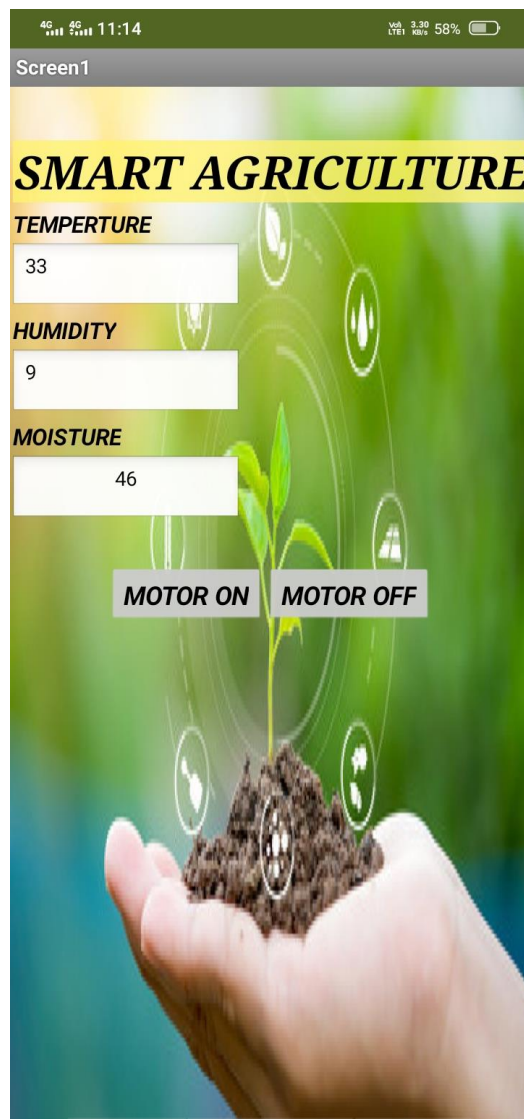 4G 4G 11:14 VoI) LTE1 3.30 KB/s 58%
Screen1
SMART AGRICULTURE
TEMPERTURE
33
HUMIDITY
9
MOISTURE
46
MOTOR ON MOTOR OFF